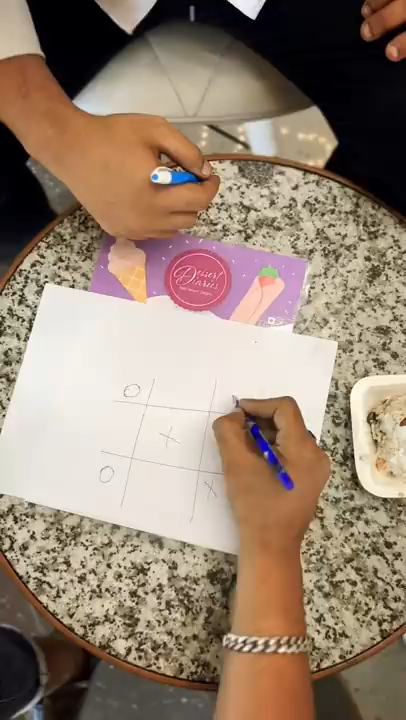 Dessert
Diaries
O
X
O X